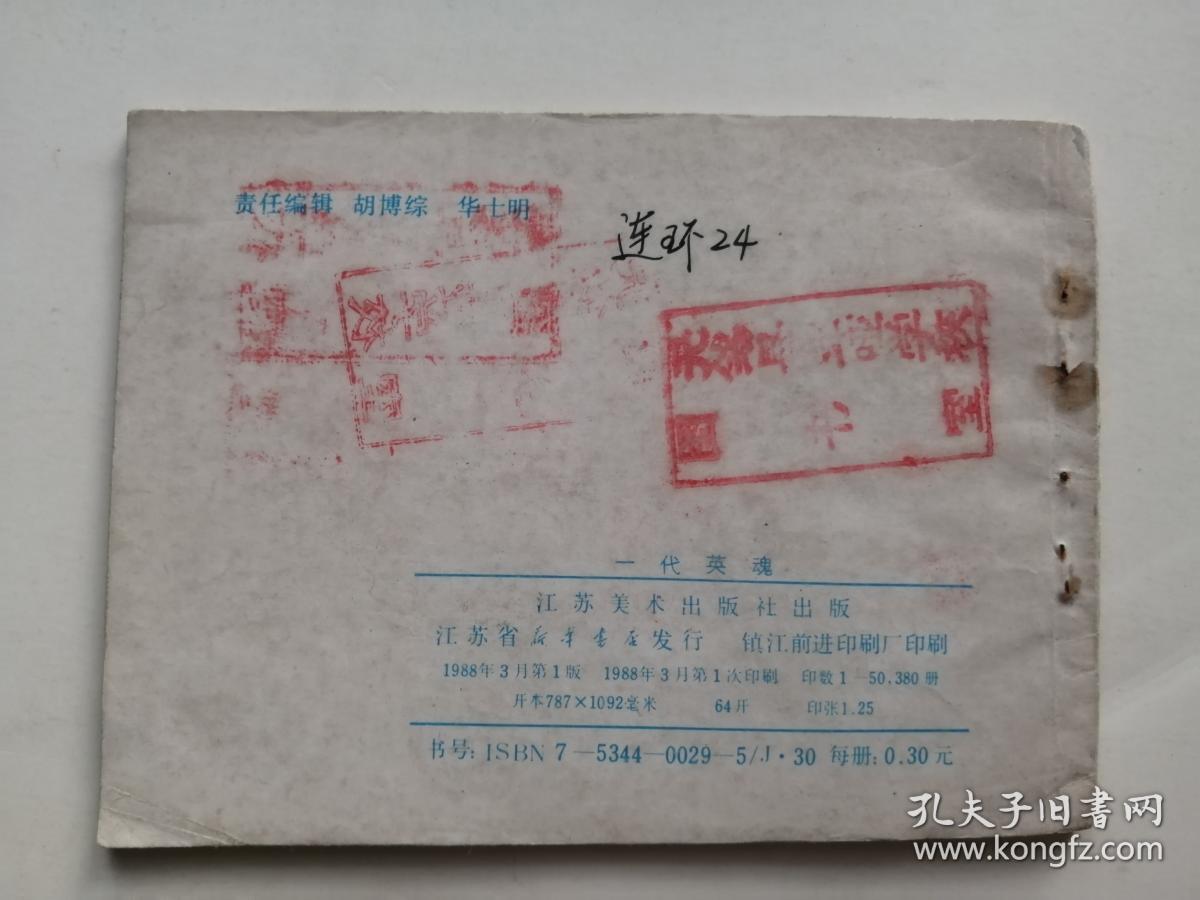 责任编辑 胡博综 华士明
连环24
学校
图 书 室
一代英魂
江苏美术出版社出版
江苏省新华书店发行 镇江前进印刷厂印刷
1988年3月第1版 1988年3月第1次印刷 印数1—50,380册
开本787×1092毫米 64开 印张1.25
书号:ISBN 7—5344—0029—5/J·30 每册:0.30元
孔夫子旧书网
www.kongfz.com